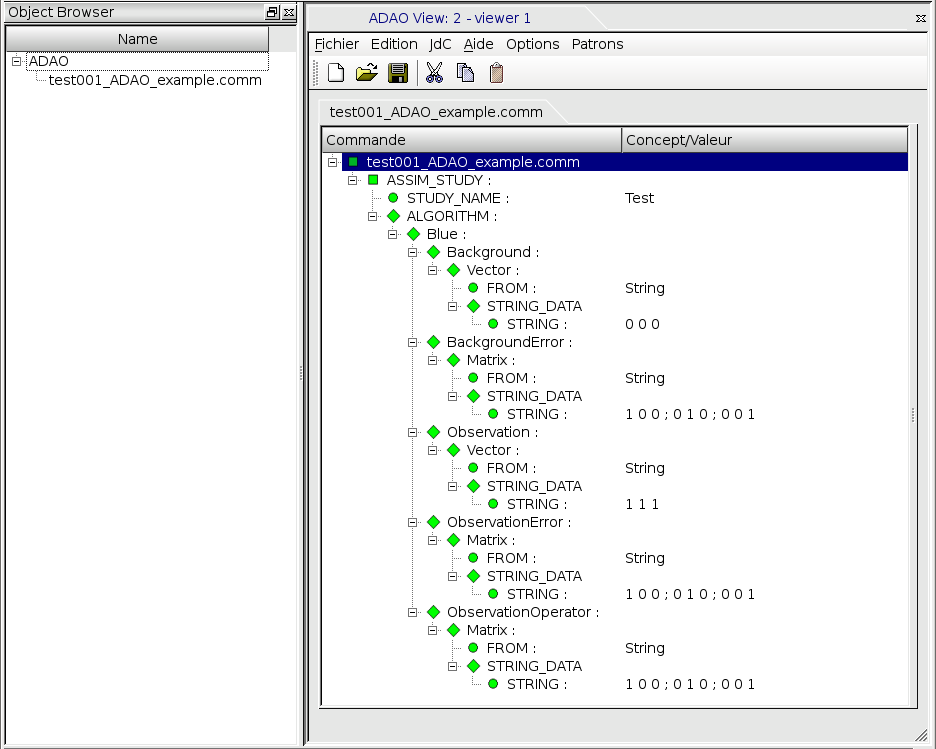 Object Browser
Name
ADAO
test001_ADAO_example.comm
ADAO View: 2 - viewer 1
Fichier Edition JdC Aide Options Patrons
test001_ADAO_example.comm
Commande Concept/Valeur
test001_ADAO_example.comm
ASSIM_STUDY :
STUDY_NAME : Test
ALGORITHM :
Blue :
Background :
Vector :
FROM : String
STRING_DATA
STRING : 0 0 0
BackgroundError :
Matrix :
FROM : String
STRING_DATA
STRING : 1 0 0 ; 0 1 0 ; 0 0 1
Observation :
Vector :
FROM : String
STRING_DATA
STRING : 1 1 1
ObservationError :
Matrix :
FROM : String
STRING_DATA
STRING : 1 0 0 ; 0 1 0 ; 0 0 1
ObservationOperator :
Matrix :
FROM : String
STRING_DATA
STRING : 1 0 0 ; 0 1 0 ; 0 0 1